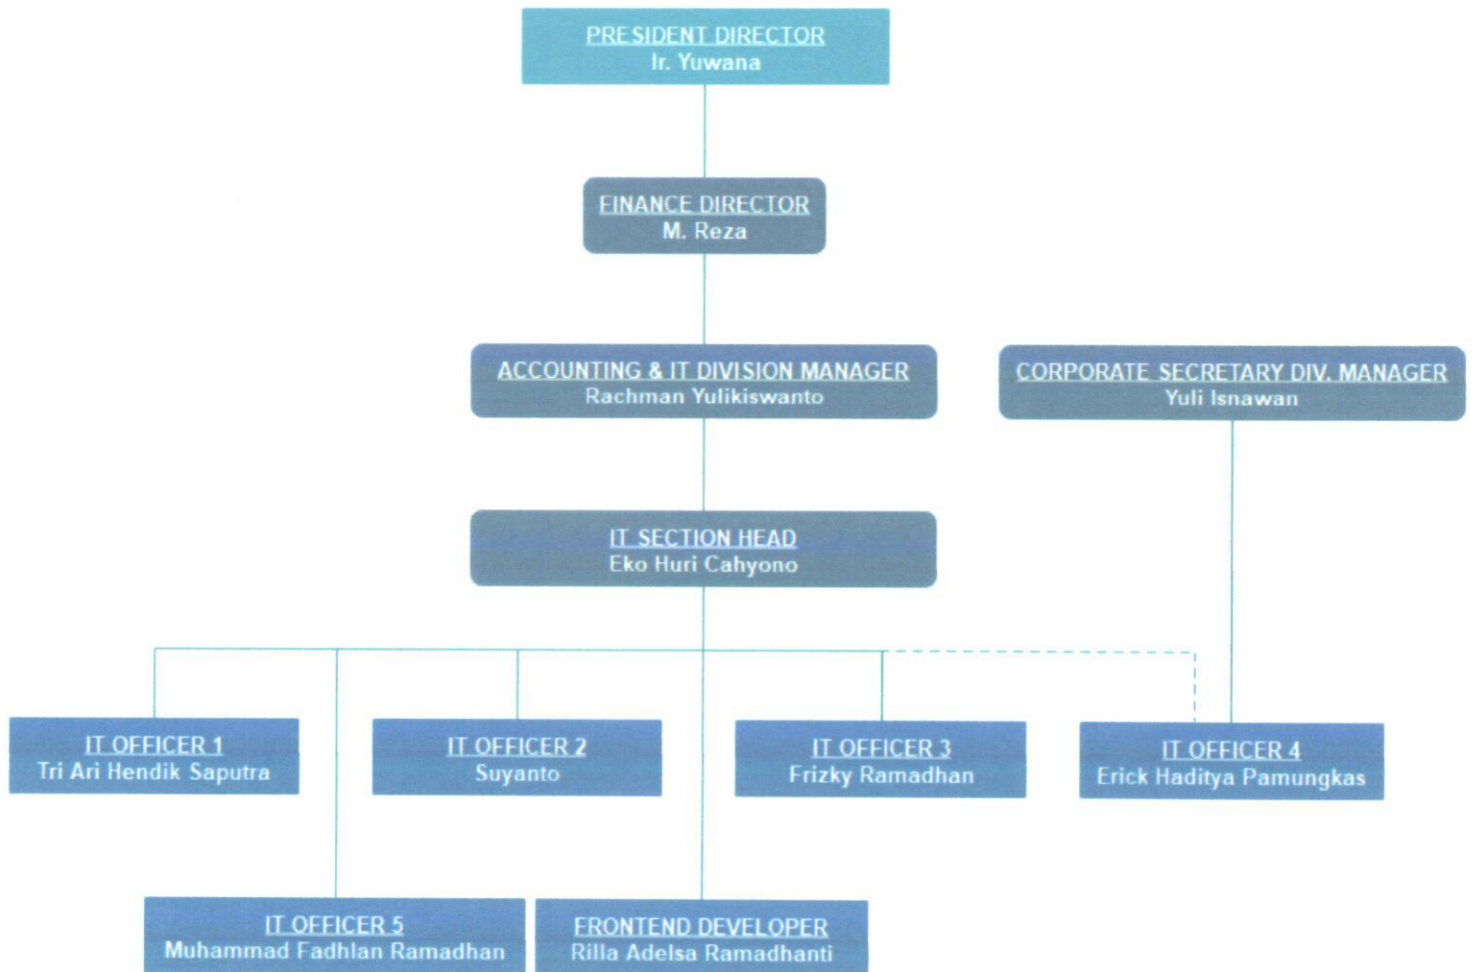 PRESIDENT DIRECTOR
Ir. Yuwana
FINANCE DIRECTOR
M. Reza
ACCOUNTING & IT DIVISION MANAGER
Rachman Yulikiswanto
CORPORATE SECRETARY DIV. MANAGER
Yuli Isnawan
IT SECTION HEAD
Eko Huri Cahyono
IT OFFICER 1
Tri Ari Hendik Saputra
IT OFFICER 2
Suyanto
IT OFFICER 3
Frizky Ramadhan
IT OFFICER 4
Erick Haditya Pamungkas
IT OFFICER 5
Muhammad Fadhlan Ramadhan
FRONTEND DEVELOPER
Rilla Adelsa Ramadhanti